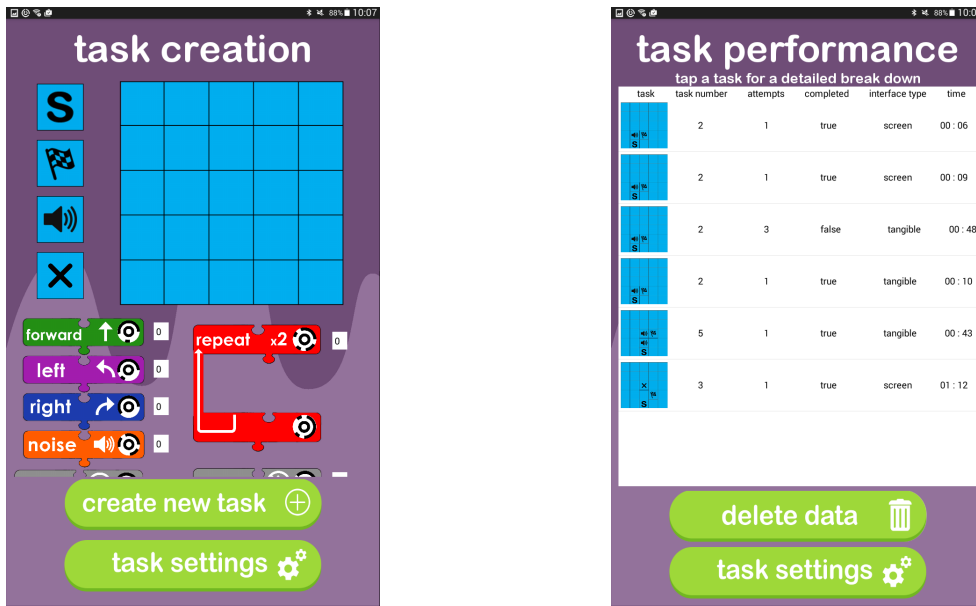 88% 10:07
task creation
S
forward 0
left 0
right 0
noise 0
repeat x2 0
create new task
task settings
88% 10:0
task performance
tap a task for a detailed break down
task task number attempts completed interface type time
S 2 1 true screen 00 : 06
S 2 1 true screen 00 : 09
S 2 3 false tangible 00 : 48
S 2 1 true tangible 00 : 10
S 5 1 true tangible 00 : 43
x S 3 1 true screen 01 : 12
delete data
task settings